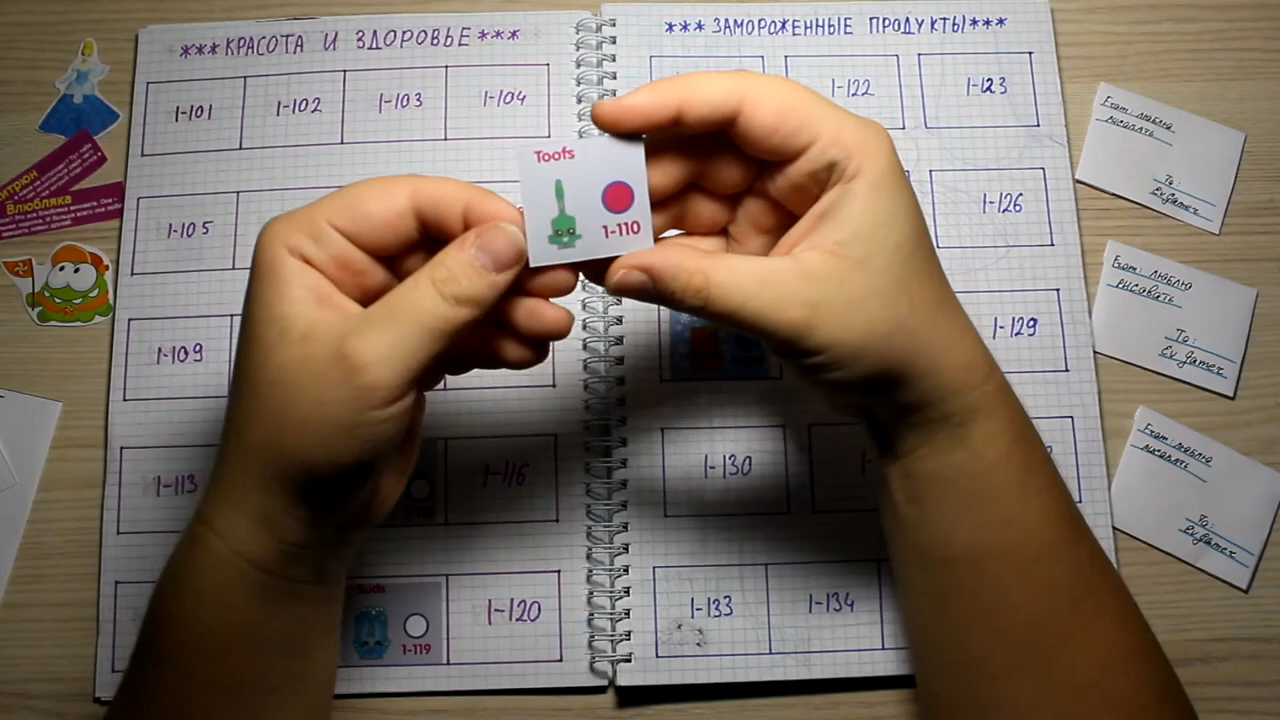 ***КРАСОТА И ЗДОРОВЬЕ***
1-101
1-102
1-103
1-104
1-105
1-109
1-113
1-116
Suds
1-119
1-120
Toofs
1-110
***ЗАМОРОЖЕННЫЕ ПРОДУКТЫ***
1-122
1-123
1-126
1-129
1-130
1-133
1-134
Влюбляка
From: люблю
рисовать
To:
Ev gamer
From: люблю
рисовать
To:
Ev gamer
From: люблю
рисовать
To:
Ev gamer